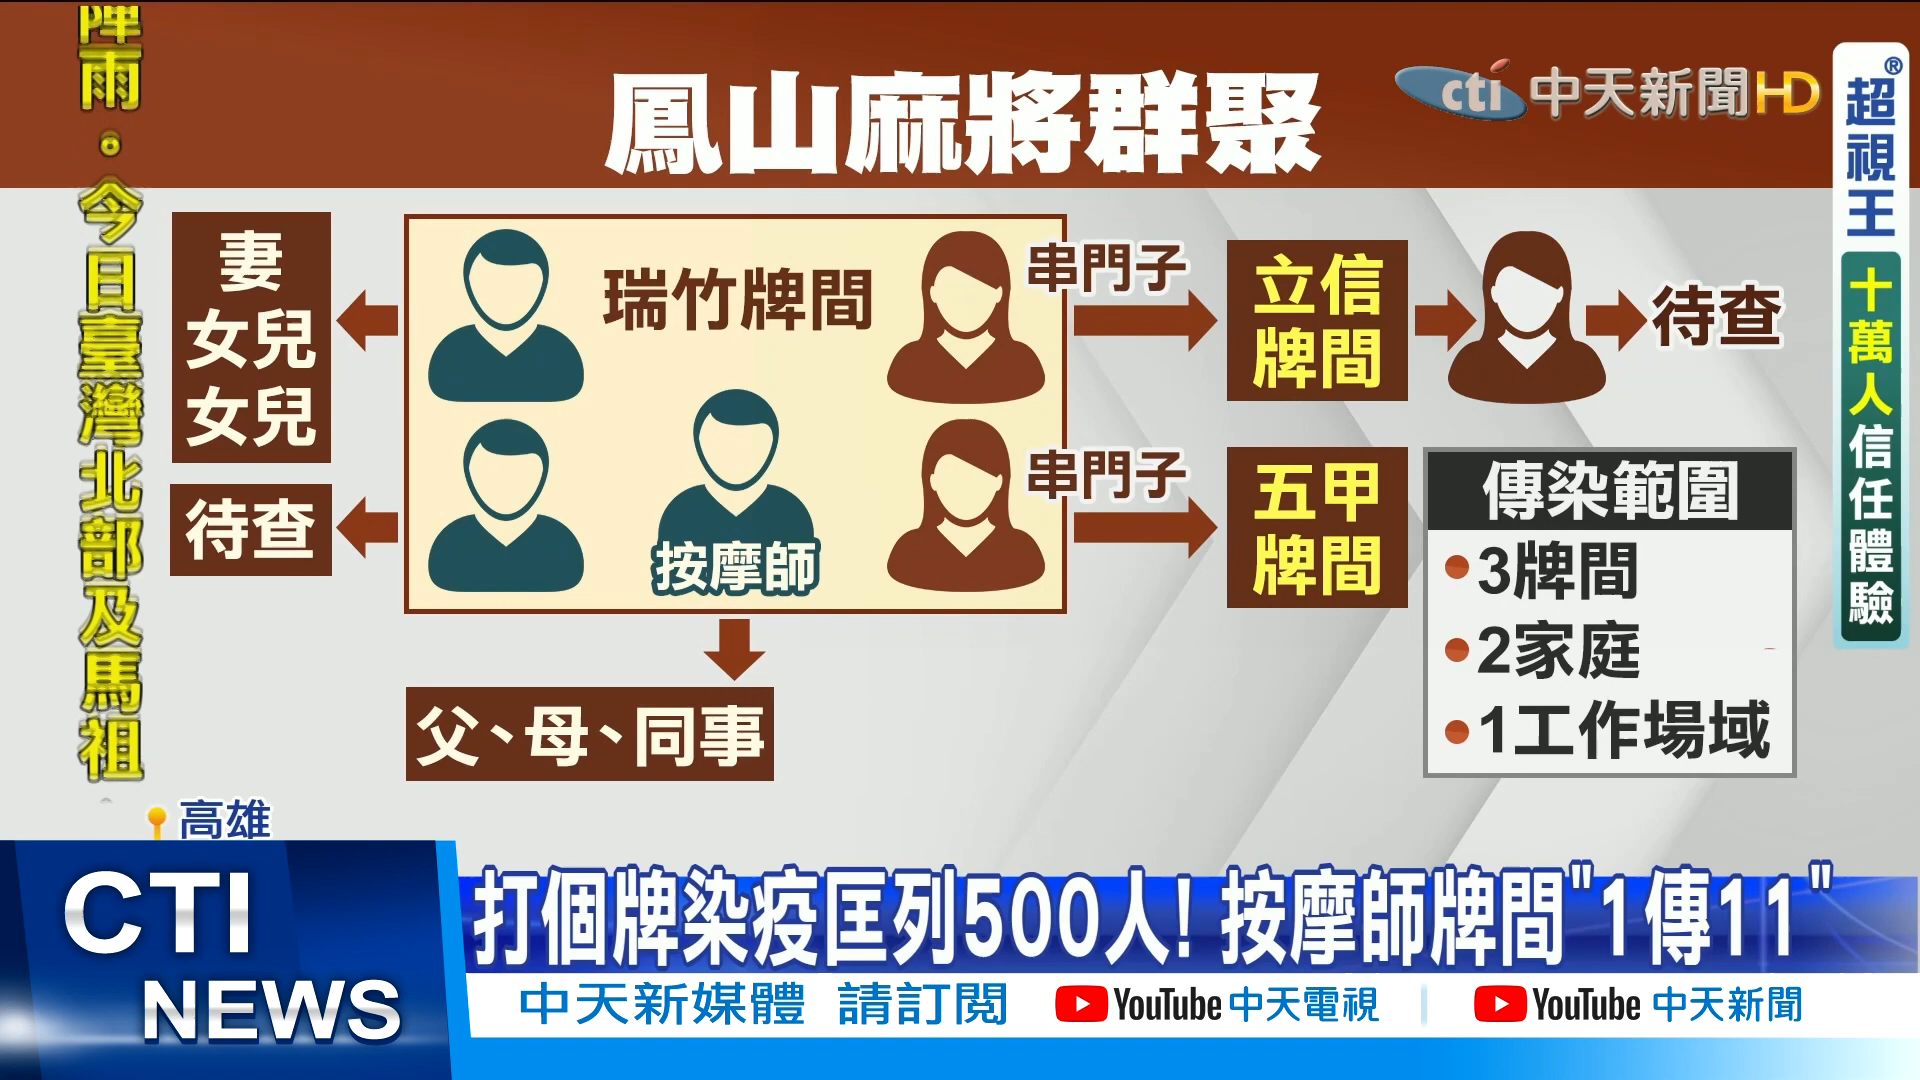 陣雨。今日臺灣北部及馬祖
鳳山麻將群聚
cti 中天新聞HD
超視王®
十萬人信任體驗
妻
女兒
女兒
待查
瑞竹牌間
按摩師
串門子
立信
牌間
待查
串門子
五甲
牌間
父、母、同事
傳染範圍
•3牌間
•2家庭
•1工作場域
高雄
CTI
NEWS
打個牌染疫匡列500人! 按摩師牌間"1傳11"
中天新媒體 請訂閱 YouTube 中天電視 | YouTube 中天新聞